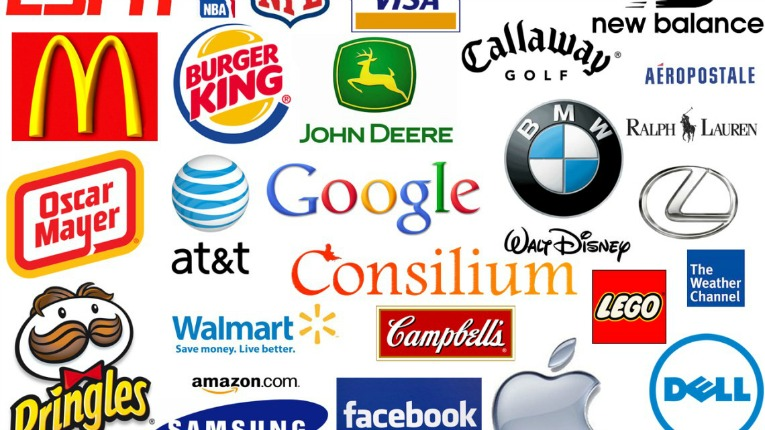 ESPN
NBA
NFL
VISA
new balance
Callaway®
GOLF
AÉROPOSTALE
BURGER
KING®
JOHN DEERE
BMW
RALPH LAUREN
Oscar
Mayer
at&t
Google
WALT DISNEY
Consilium
The
Weather
Channel
LEGO
Walmart
Save money. Live better.
Campbell's®
Pringles®
amazon.com
SAMSUNG
facebook
DELL